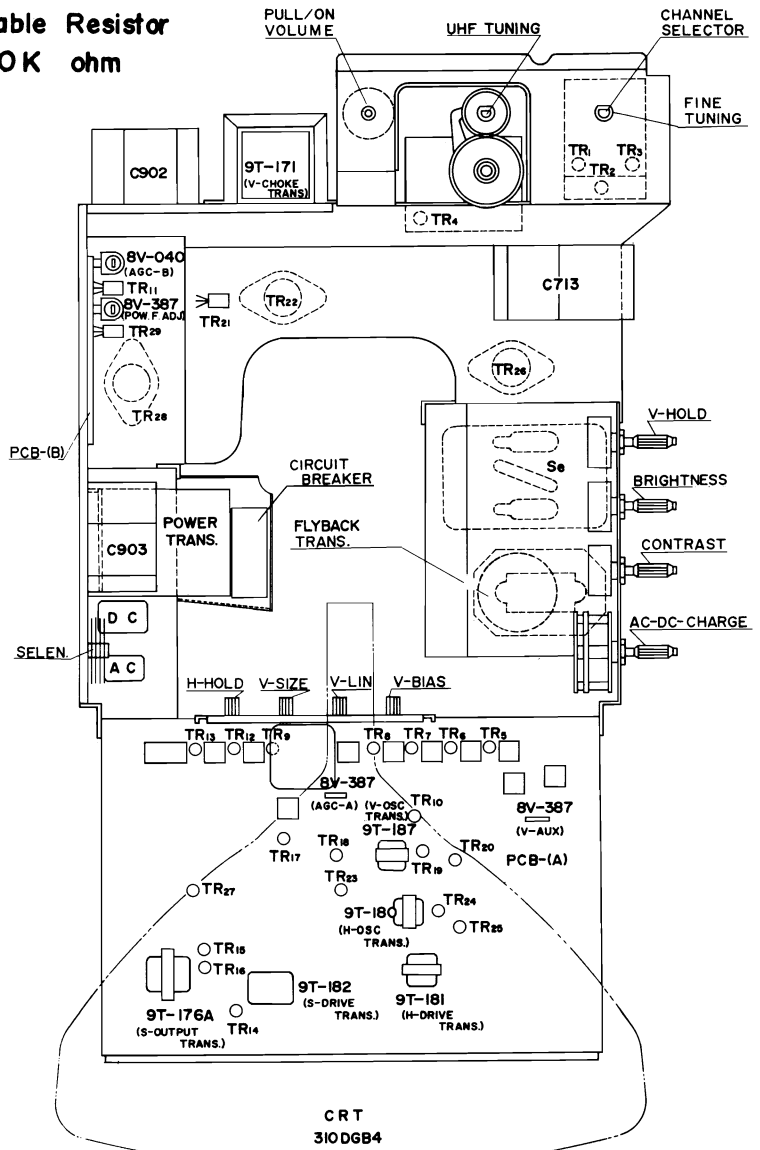 able Resistor
0K ohm
PULL/ON
VOLUME
UHF TUNING
CHANNEL
SELECTOR
FINE
TUNING
C902
9T-171
(V-CHOKE
TRANS)
TR1
TR3
TR2
TR4
8V-040
(AGC-B)
TR11
8V-387
(POW. F. ADJ)
TR29
TR21
TR22
C713
TR28
TR26
V-HOLD
PCB-(B)
CIRCUIT
BREAKER
Se
BRIGHTNESS
POWER
TRANS.
FLYBACK
TRANS.
C903
CONTRAST
DC
AC-DC-CHARGE
SELEN.
AC
H-HOLD
V-SIZE
V-LIN
V-BIAS
TR13
TR12
TR9
TR8
TR7
TR6
TR5
8V-387
(AGC-A)
(V-OSC
TRANS.)
TR10
8V-387
(V-AUX)
9T-187
TR17
TR18
TR19
TR20
PCB-(A)
TR27
TR23
9T-180
(H-OSC
TRANS.)
TR24
TR25
TR15
TR16
9T-182
(S-DRIVE
TRANS.)
9T-181
(H-DRIVE
TRANS.)
9T-176A
(S-OUTPUT
TRANS.)
TR14
CRT
310DGB4